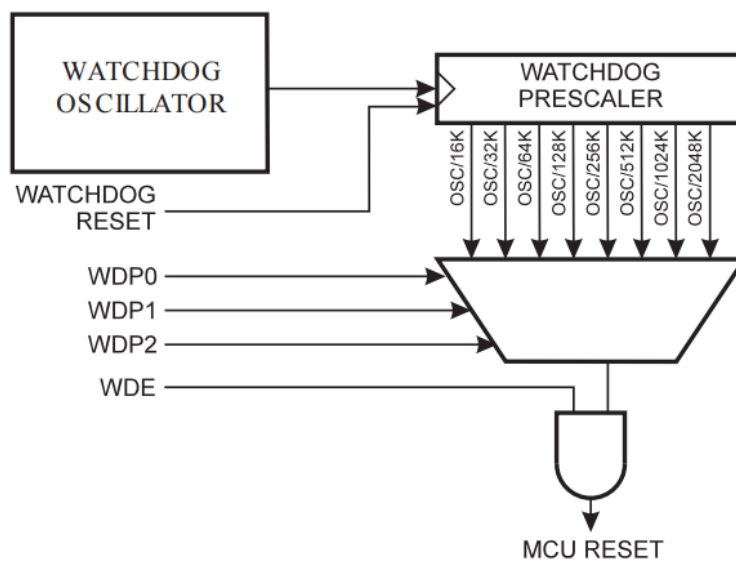 WATCHDOG
OSCILLATOR
WATCHDOG
PRESCALER
WATCHDOG
RESET
OSC/16K
OSC/32K
OSC/64K
OSC/128K
OSC/256K
OSC/512K
OSC/1024K
OSC/2048K
WDP0
WDP1
WDP2
WDE
MCU RESET